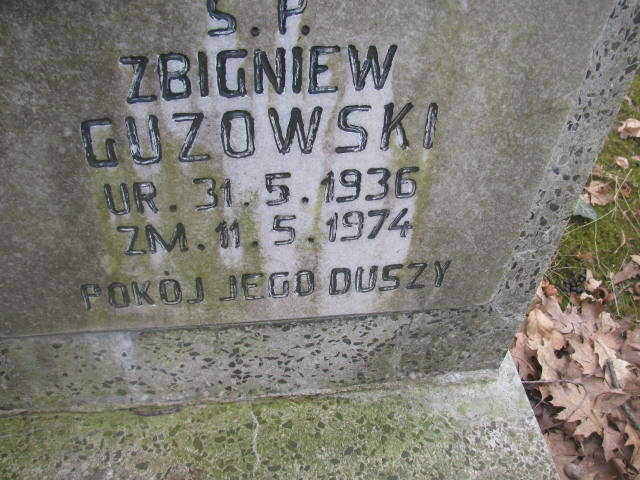 S. P.
ZBIGNIEW
GUZOWSKI
UR. 31. 5. 1936
ZM. 11. 5. 1974
POKÓJ JEGO DUSZY